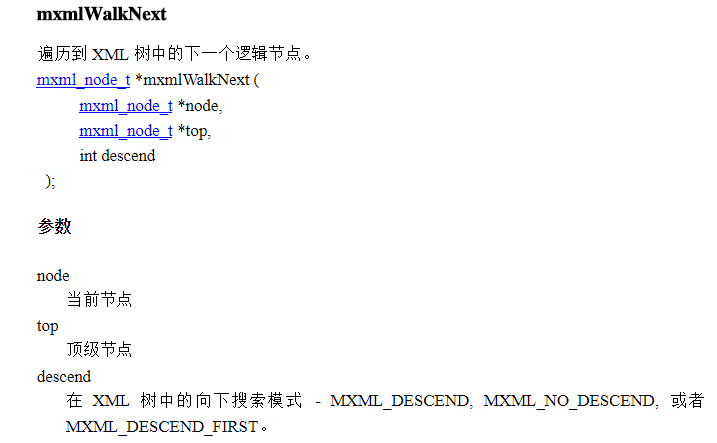 mxmlWalkNext
遍历到 XML 树中的下一个逻辑节点。
mxml_node_t *mxmlWalkNext (
mxml_node_t *node,
mxml_node_t *top,
int descend
);
参数
node
当前节点
top
顶级节点
descend
在 XML 树中的向下搜索模式 - MXML_DESCEND, MXML_NO_DESCEND, 或者
MXML_DESCEND_FIRST。